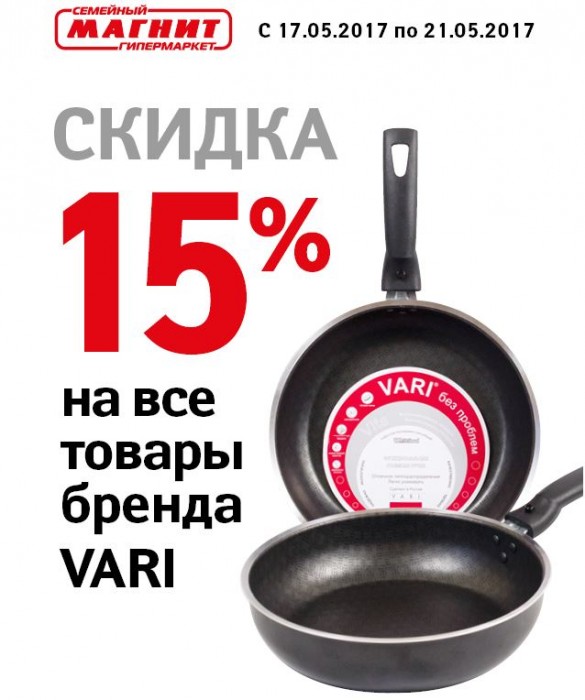 СЕМЕЙНЫЙ
МАГНИТ
ГИПЕРМАРКЕТ
С 17.05.2017 по 21.05.2017
СКИДКА
15%
на все
товары
бренда
VARI
VARI® без проблем
VARI